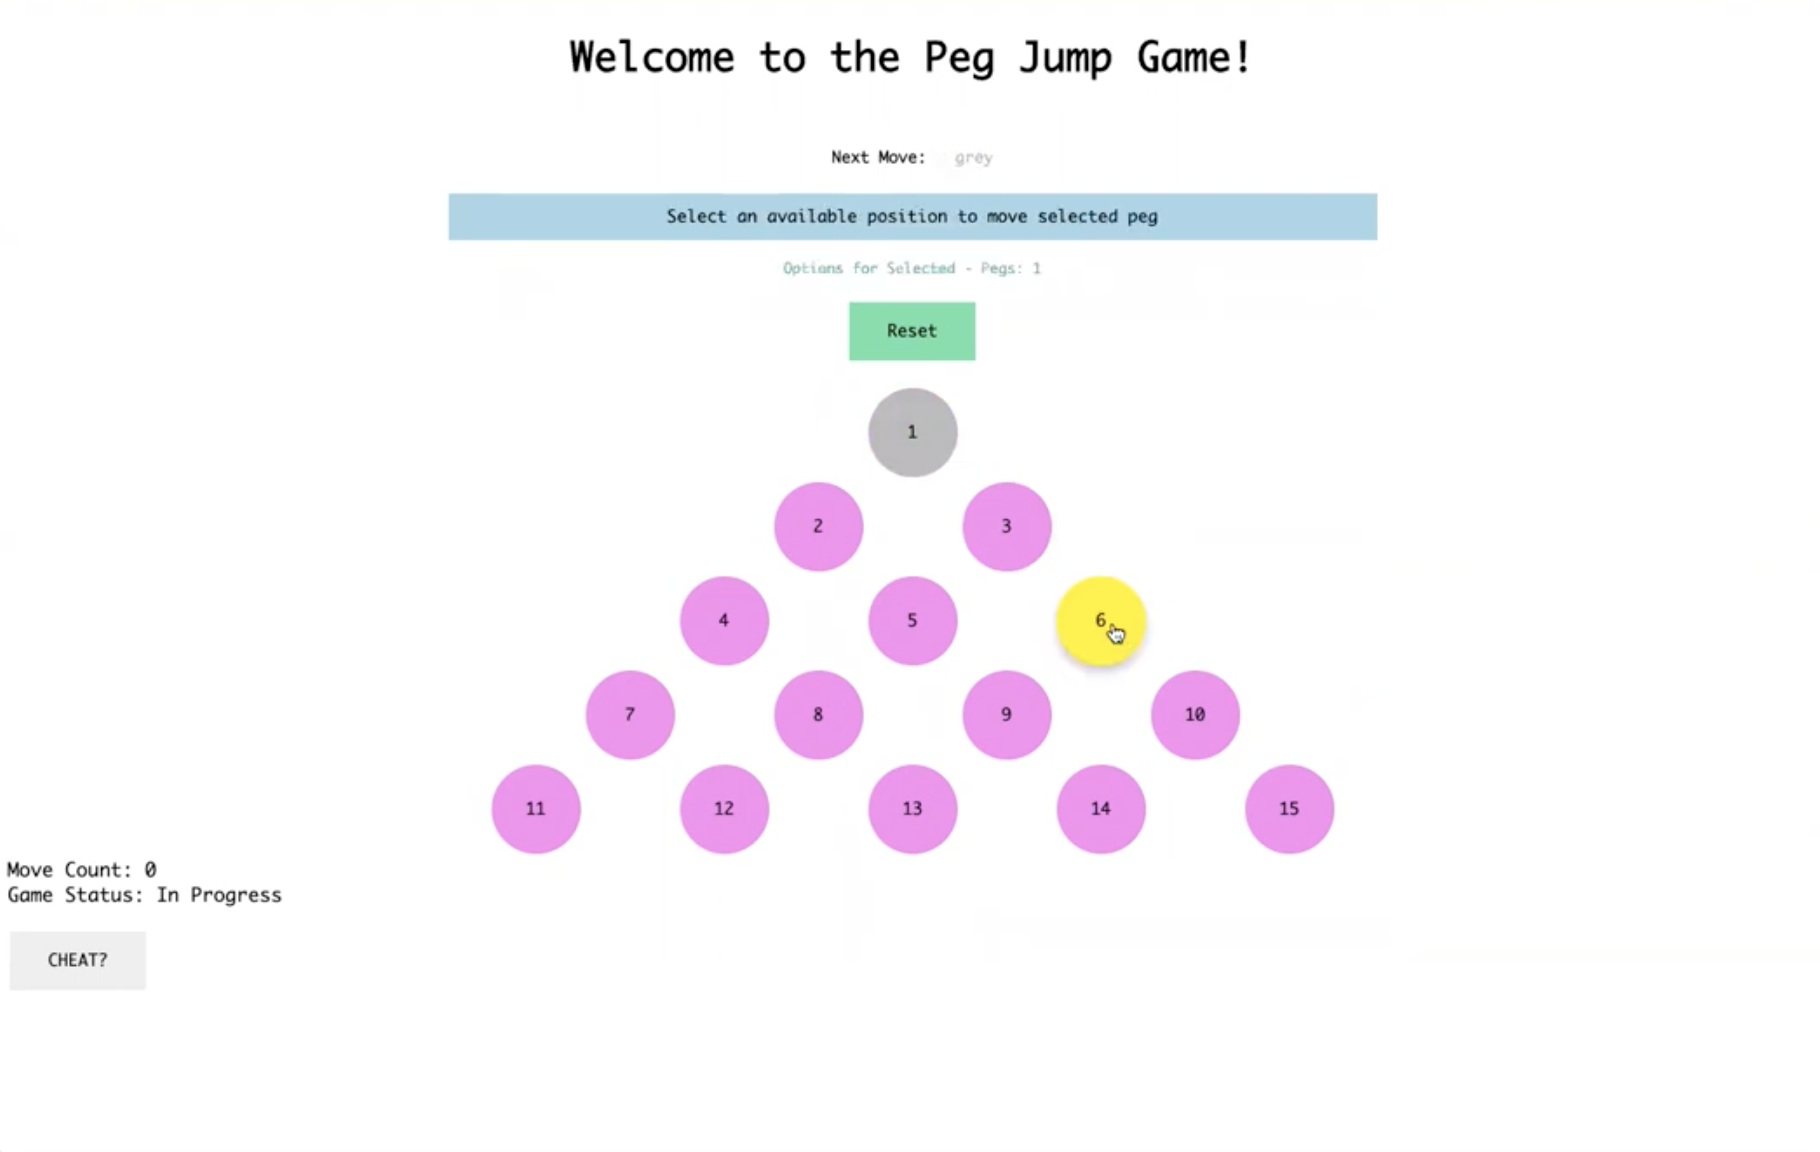 Welcome to the Peg Jump Game!
Next Move: grey
Select an available position to move selected peg
Options for Selected - Pegs: 1
Reset
1
2 3
4 5 6
7 8 9 10
11 12 13 14 15
Move Count: 0
Game Status: In Progress
CHEAT?